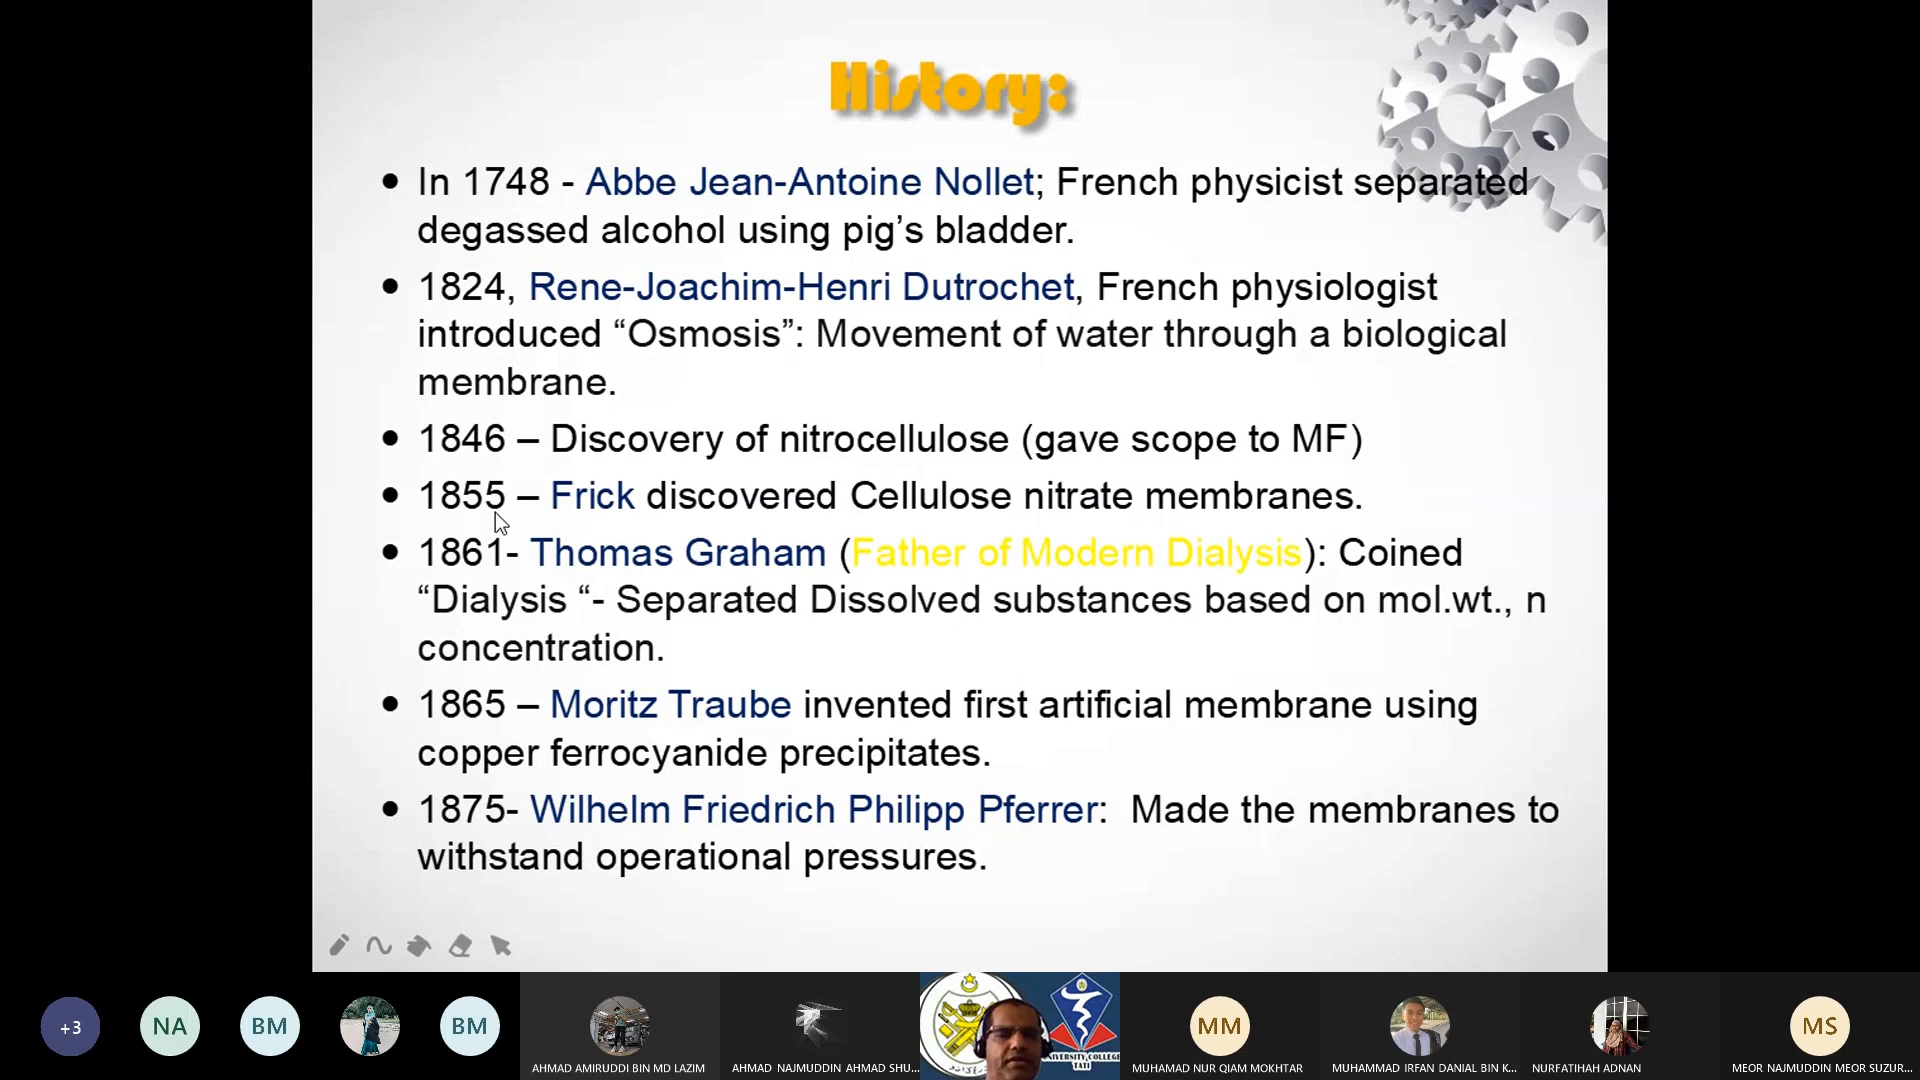 History:
• In 1748 - Abbe Jean-Antoine Nollet; French physicist separated
degassed alcohol using pig’s bladder.
• 1824, Rene-Joachim-Henri Dutrochet, French physiologist
introduced “Osmosis”: Movement of water through a biological
membrane.
• 1846 – Discovery of nitrocellulose (gave scope to MF)
• 1855 – Frick discovered Cellulose nitrate membranes.
• 1861- Thomas Graham (Father of Modern Dialysis): Coined
“Dialysis “- Separated Dissolved substances based on mol.wt., n
concentration.
• 1865 – Moritz Traube invented first artificial membrane using
copper ferrocyanide precipitates.
• 1875- Wilhelm Friedrich Philipp Pferrer: Made the membranes to
withstand operational pressures.
+3
NA
BM
BM
AHMAD AMIRUDDI BIN MD LAZIM
AHMAD NAJMUDDIN AHMAD SHU...
UNIVERSITY COLLEGE
TATI
MM
MUHAMAD NUR QIAM MOKHTAR
MUHAMMAD IRFAN DANIAL BIN K...
NURFATIHAH ADNAN
MS
MEOR NAJMUDDIN MEOR SUZUR...